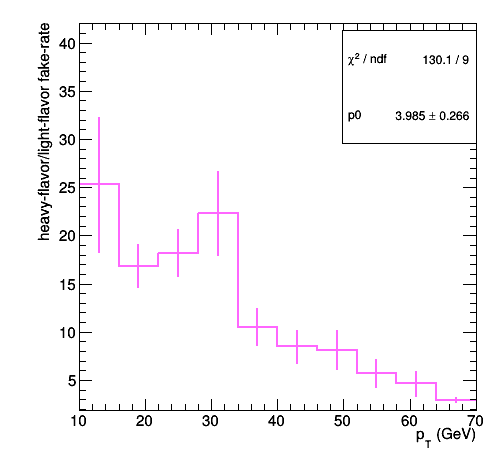 heavy-flavor/light-flavor fake-rate
χ² / ndf 130.1 / 9
p0 3.985 ± 0.266
40
35
30
25
20
15
10
5
10 20 30 40 50 60 70
p_T (GeV)